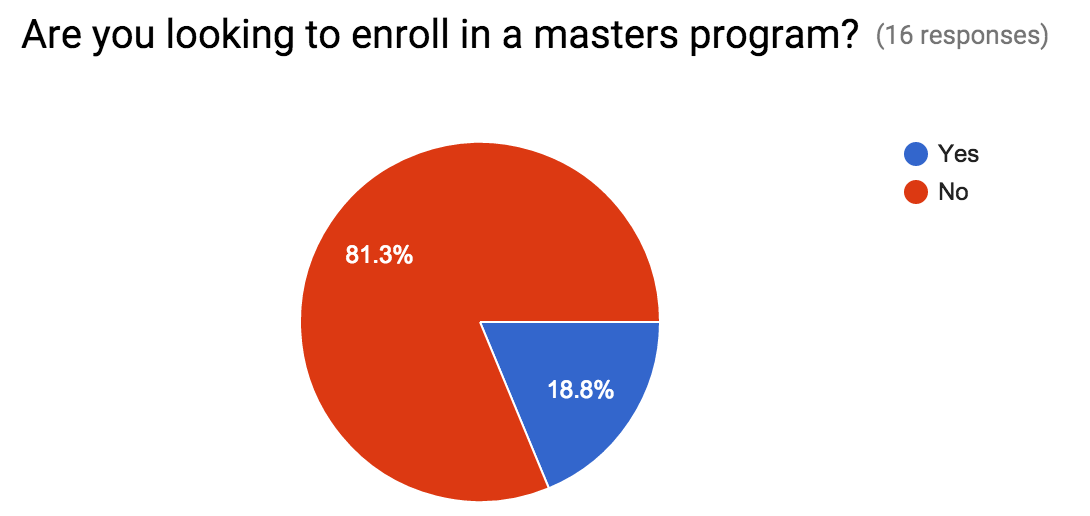 Are you looking to enroll in a masters program? (16 responses)
Yes
No
81.3%
18.8%